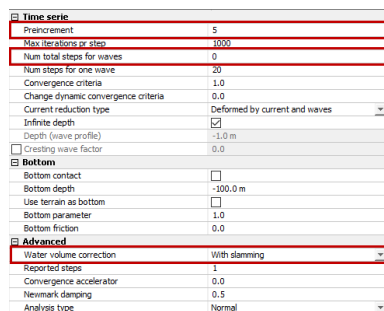 Time serie
Preincrement 5
Max iterations pr step 1000
Num total steps for waves 0
Num steps for one wave 20
Convergence criteria 1.0
Change dynamic convergence criteria 0.0
Current reduction type Deformed by current and waves
Infinite depth
Depth (wave profile) -1.0 m
Cresting wave factor 0.0
Bottom
Bottom contact
Bottom depth -100.0 m
Use terrain as bottom
Bottom parameter 1.0
Bottom friction 0.0
Advanced
Water volume correction With slamming
Reported steps 1
Convergence accelerator 0.0
Newmark damping 0.5
Analysis type Normal